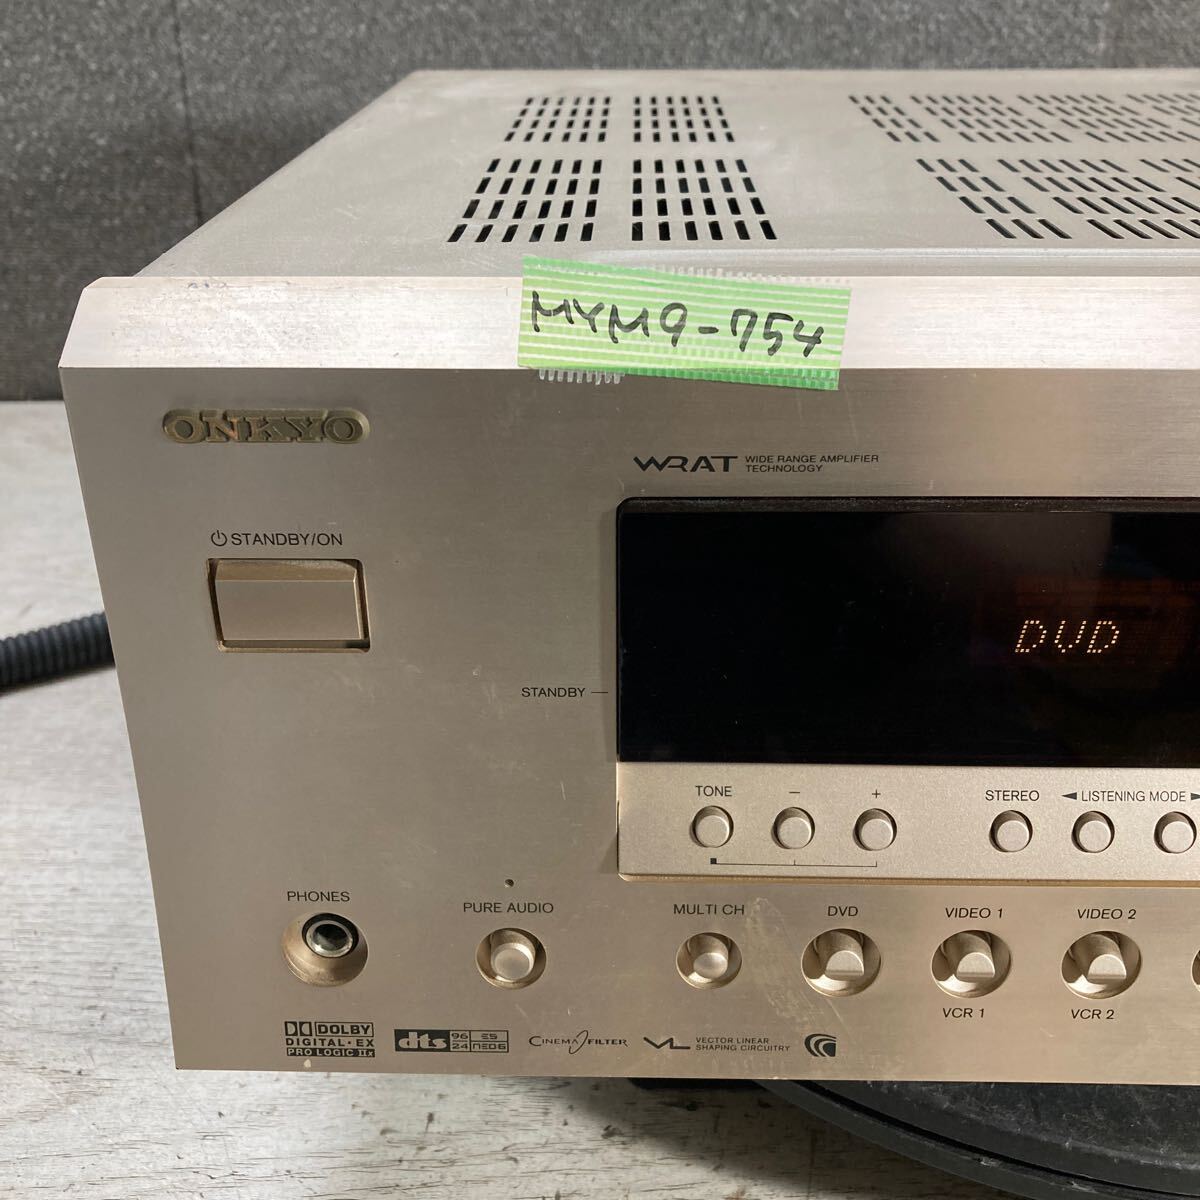 MYM9-754
ONKYO
WRAT WIDE RANGE AMPLIFIER
TECHNOLOGY
STANDBY/ON
DVD
STANDBY
TONE - + STEREO LISTENING MODE
PHONES
PURE AUDIO
MULTI CH
DVD
VIDEO 1
VIDEO 2
VCR 1
VCR 2
DOLBY
DIGITAL·EX
PRO LOGIC IIx
dts 96 24 ES NEO6
CINEMA FILTER
VL VECTOR LINEAR
SHAPING CIRCUITRY